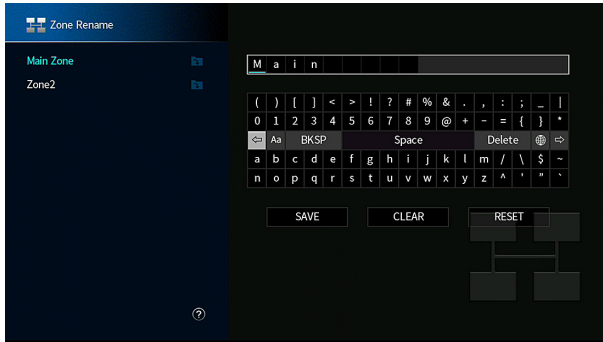 Zone Rename
Main Zone
Zone2
M a i n
( ) [ ] < > ! ? # % & . , : ; _ |
0 1 2 3 4 5 6 7 8 9 @ + - = { } *
⇦ Aa BKSP Space Delete ⇨
a b c d e f g h i j k l m / \ $ ~
n o p q r s t u v w x y z ^ ' " `
SAVE CLEAR RESET
?